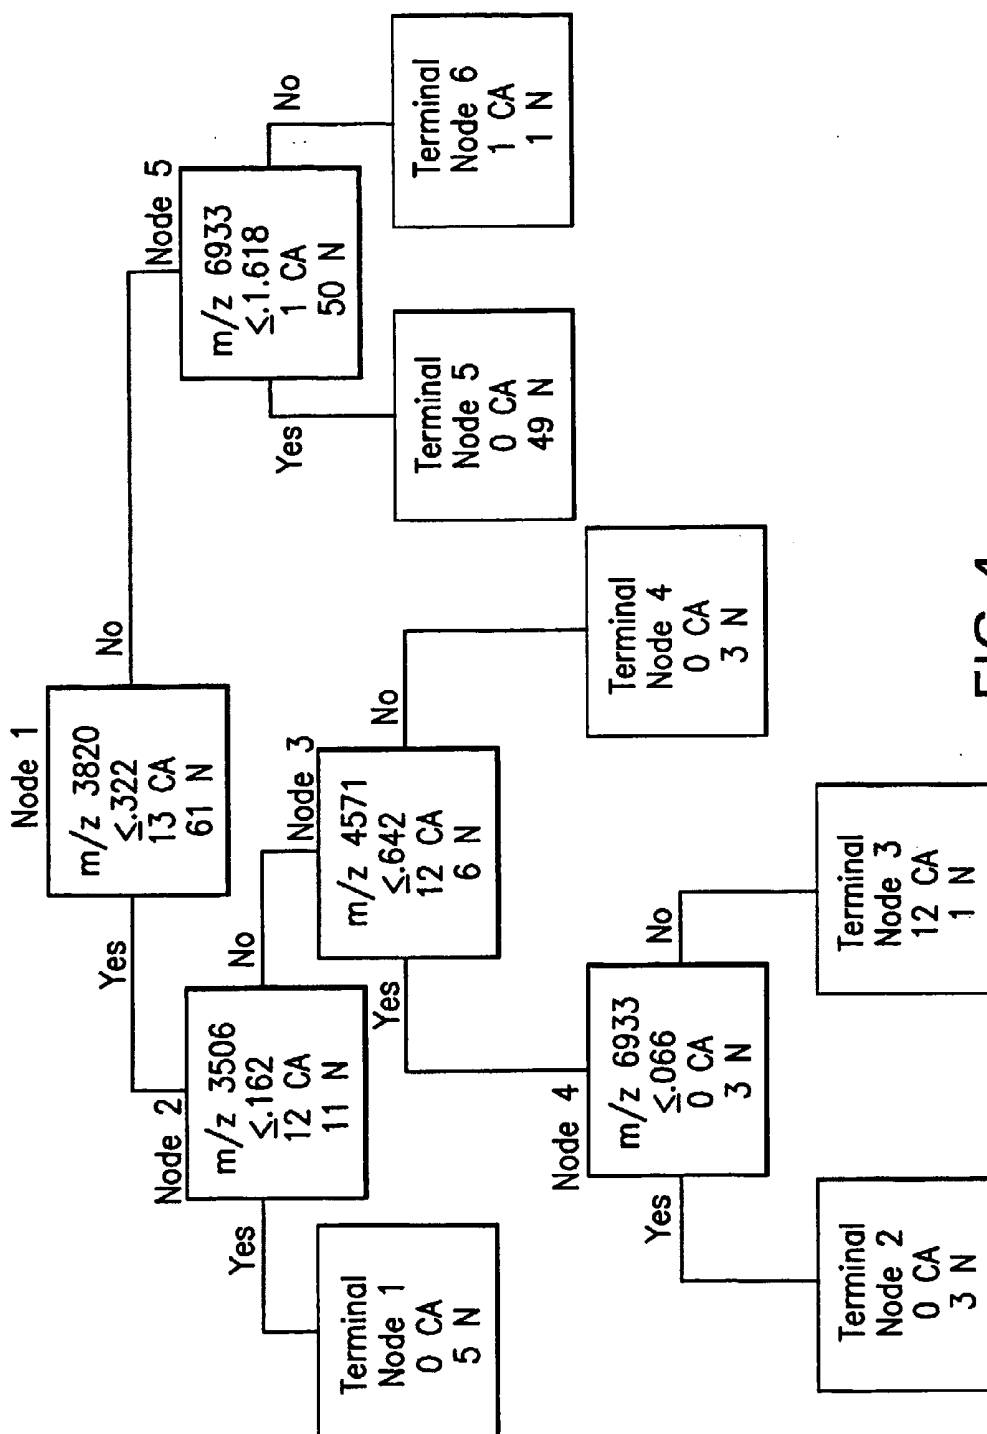 Node 1
m/z 3820
≤.322
13 CA
61 N
Yes
No
Node 2
m/z 3506
≤.162
12 CA
11 N
Yes
No
Node 5
m/z 6933
≤.1.618
1 CA
50 N
Yes
No
Terminal
Node 1
0 CA
5 N
Node 3
m/z 4571
≤.642
12 CA
6 N
Yes
No
Terminal
Node 5
0 CA
49 N
Terminal
Node 6
1 CA
1 N
Node 4
m/z 6933
≤.066
0 CA
3 N
Yes
No
Terminal
Node 4
0 CA
3 N
Terminal
Node 2
0 CA
3 N
Terminal
Node 3
12 CA
1 N
FIG.